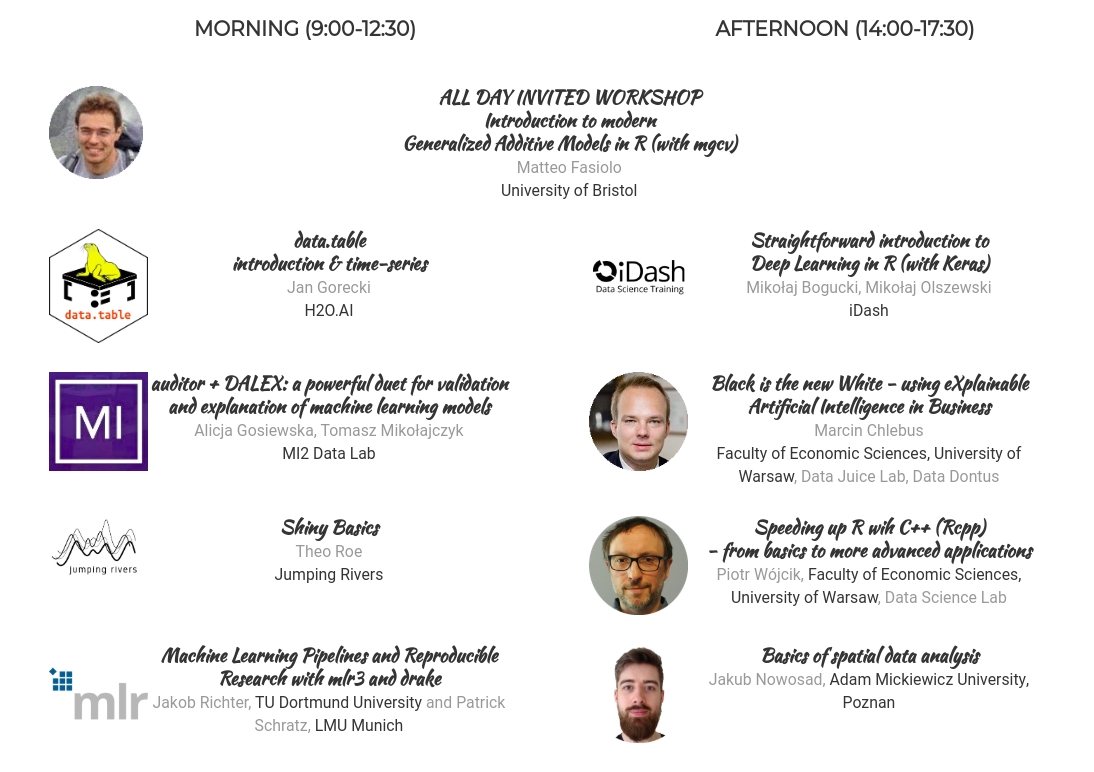 MORNING (9:00-12:30)
AFTERNOON (14:00-17:30)
ALL DAY INVITED WORKSHOP
Introduction to modern
Generalized Additive Models in R (with mgcv)
Matteo Fasiolo
University of Bristol
data.table
data.table
introduction & time-series
Jan Gorecki
H2O.AI
iDash
Data Science Training
Straightforward introduction to
Deep Learning in R (with Keras)
Mikołaj Bogucki, Mikołaj Olszewski
iDash
MI
auditor + DALEX: a powerful duet for validation
and explanation of machine learning models
Alicja Gosiewska, Tomasz Mikołajczyk
MI2 Data Lab
Black is the new White - using eXplainable
Artificial Intelligence in Business
Marcin Chlebus
Faculty of Economic Sciences, University of
Warsaw, Data Juice Lab, Data Dontus
jumping rivers
Shiny Basics
Theo Roe
Jumping Rivers
Speeding up R wih C++ (Rcpp)
- from basics to more advanced applications
Piotr Wójcik, Faculty of Economic Sciences,
University of Warsaw, Data Science Lab
mlr
Machine Learning Pipelines and Reproducible
Research with mlr3 and drake
Jakob Richter, TU Dortmund University and Patrick
Schratz, LMU Munich
Basics of spatial data analysis
Jakub Nowosad, Adam Mickiewicz University,
Poznan